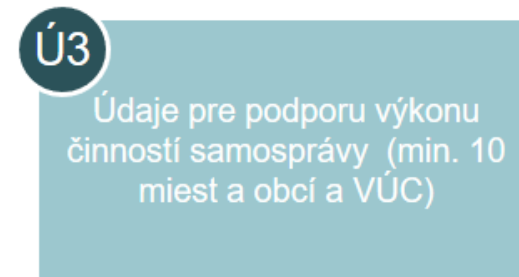 Ú3
Údaje pre podporu výkonu
činností samosprávy (min. 10
miest a obcí a VÚC)